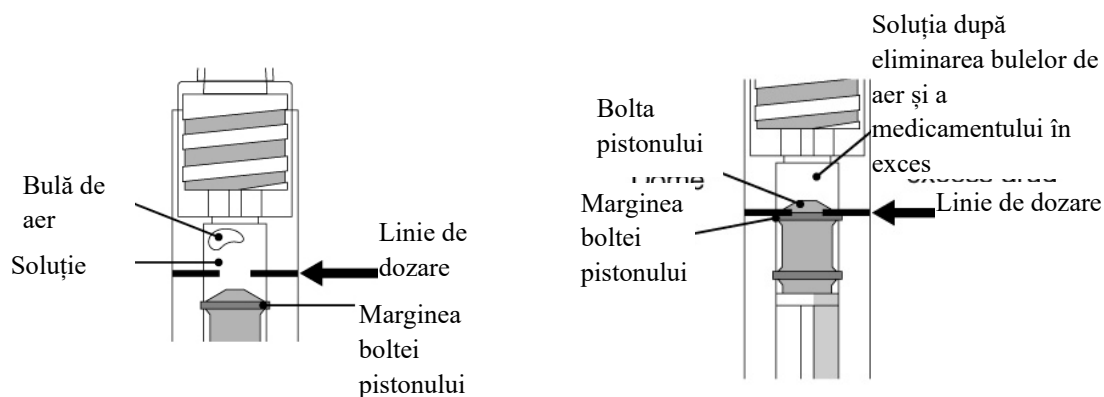 Bulă de
aer
Soluție
Linie de
dozare
Marginea
boltei
pistonului
Soluția după
eliminarea bulelor de
aer și a
medicamentului în
exces
Bolta
pistonului
Marginea
boltei
pistonului
Linie de dozare